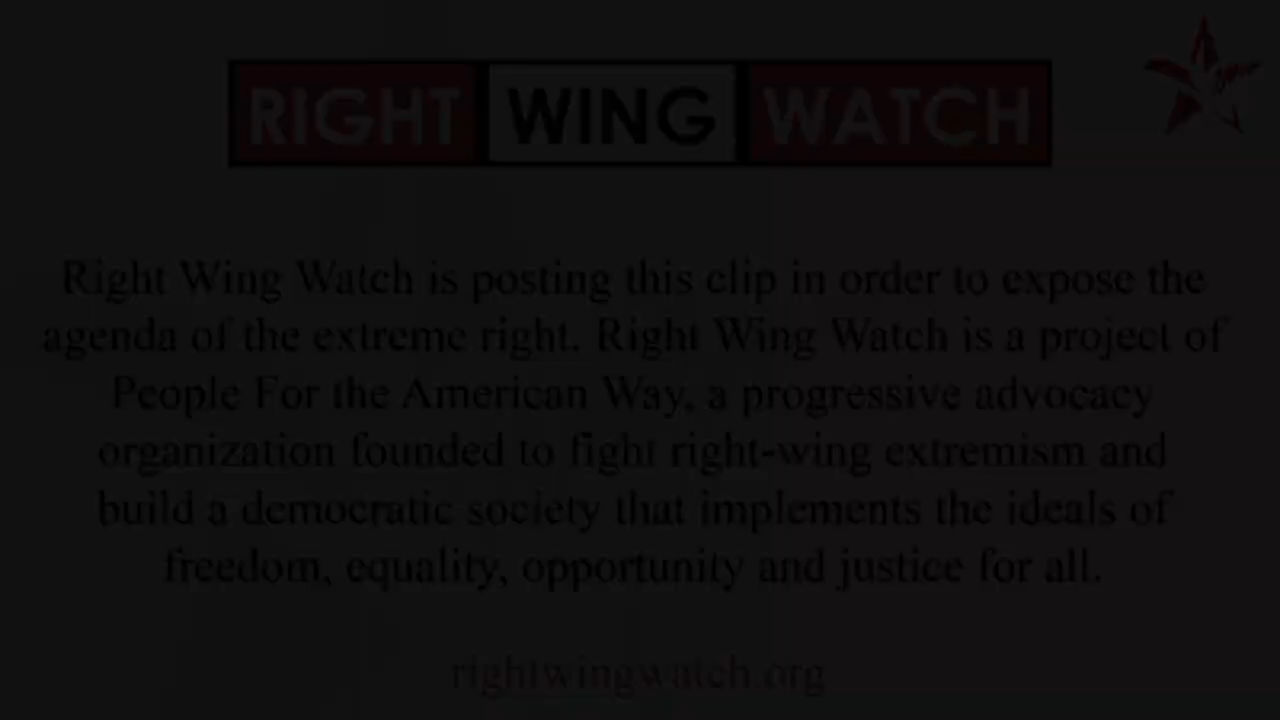 RIGHT WING WATCH
Right Wing Watch is posting this clip in order to expose the
agenda of the extreme right. Right Wing Watch is a project of
People For the American Way, a progressive advocacy
organization founded to fight right-wing extremism and
build a democratic society that implements the ideals of
freedom, equality, opportunity and justice for all.
rightwingwatch.org